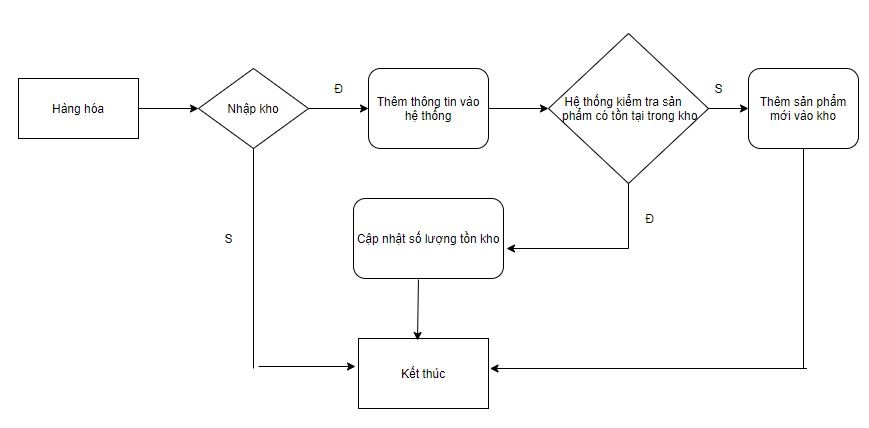 Hàng hóa
Nhập kho
Đ
Thêm thông tin vào
hệ thống
Hệ thống kiểm tra sản
phẩm có tồn tại trong kho
S
Thêm sản phẩm
mới vào kho
S
Cập nhật số lượng tồn kho
Đ
Kết thúc